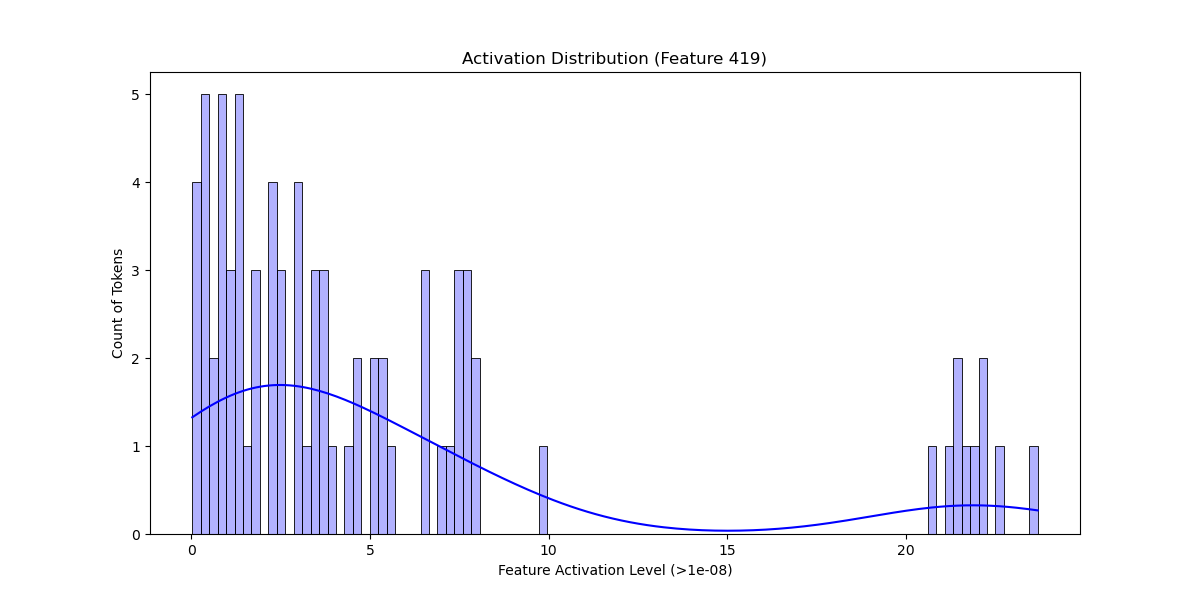 Activation Distribution (Feature 419)
5
4
3
2
1
0
Count of Tokens
0 5 10 15 20
Feature Activation Level (>1e-08)